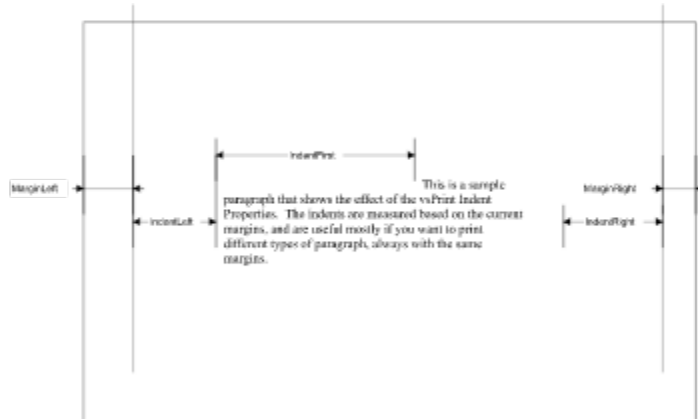 IndentFirst
This is a sample
MarginLeft
MarginRight
paragraph that shows the effect of the vsPrint Indent
Properties. The indents are measured based on the current
IndentLeft
IndentRight
margins, and are useful mostly if you want to print
different types of paragraph, always with the same
margins.